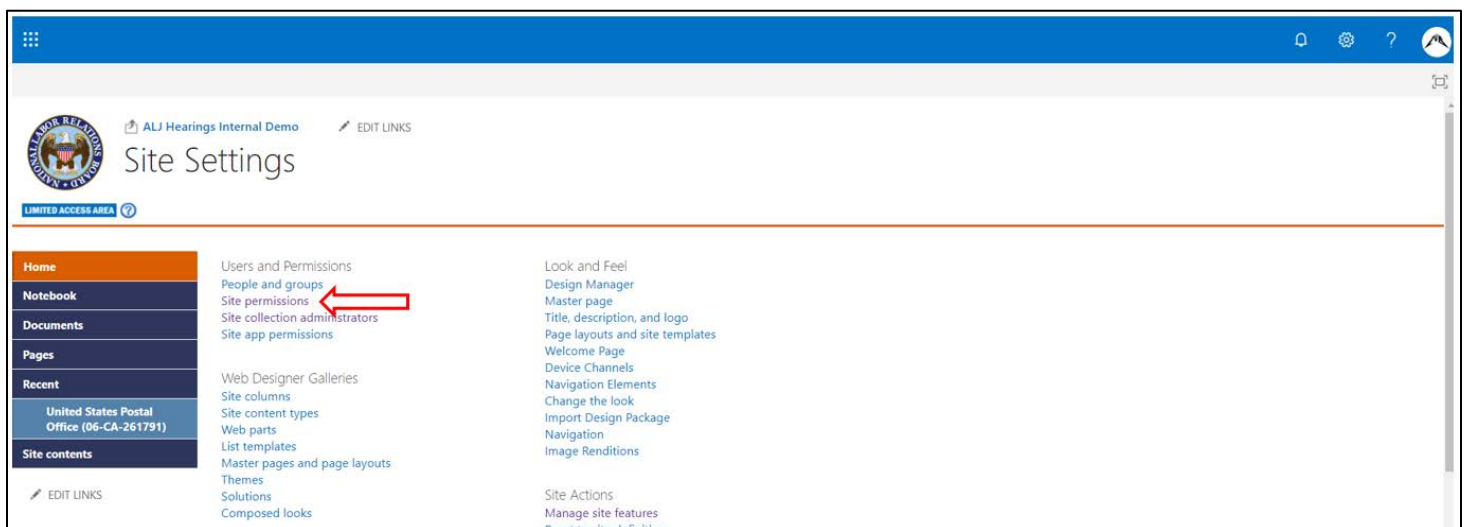 ?
NATIONAL LABOR RELATIONS BOARD
ALJ Hearings Internal Demo
EDIT LINKS
Site Settings
LIMITED ACCESS AREA ?
Home
Notebook
Documents
Pages
Recent
United States Postal
Office (06-CA-261791)
Site contents
EDIT LINKS
Users and Permissions
People and groups
Site permissions
Site collection administrators
Site app permissions
Web Designer Galleries
Site columns
Site content types
Web parts
List templates
Master pages and page layouts
Themes
Solutions
Composed looks
Look and Feel
Design Manager
Master page
Title, description, and logo
Page layouts and site templates
Welcome Page
Device Channels
Navigation Elements
Change the look
Import Design Package
Navigation
Image Renditions
Site Actions
Manage site features